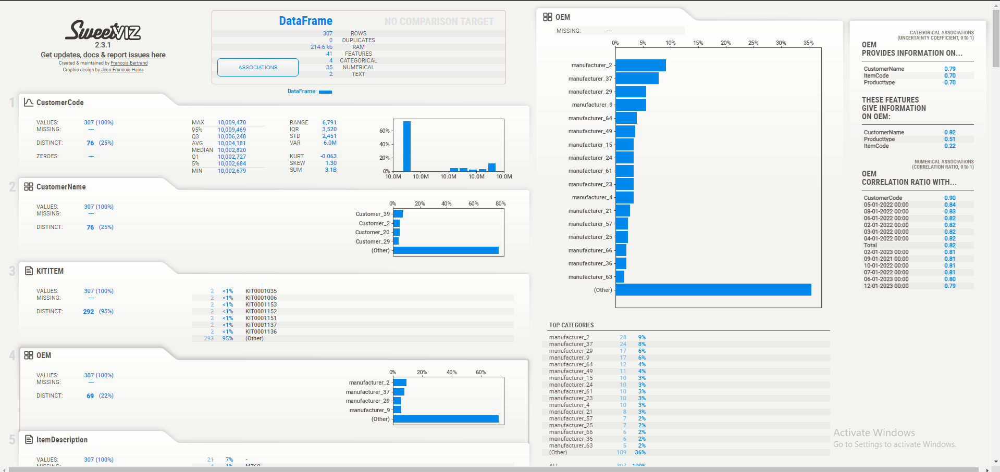 SweetVIZ
2.3.1
Get updates, docs & report issues here
Created & maintained by Francois Bertrand
Graphic design by Jean-Francois Hains
DataFrame
NO COMPARISON TARGET
307 ROWS
0 DUPLICATES
214.6 kb RAM
41 FEATURES
4 CATEGORICAL
35 NUMERICAL
2 TEXT
ASSOCIATIONS
DataFrame
1
CustomerCode
VALUES: 307 (100%)
MISSING: ---
DISTINCT: 76 (25%)
ZEROES: ---
MAX 10,009,470
95% 10,009,469
Q3 10,006,248
AVG 10,004,181
MEDIAN 10,002,820
Q1 10,002,727
5% 10,002,684
MIN 10,002,679
RANGE 6,791
IQR 3,520
STD 2,451
VAR 6.0M
KURT. -0.063
SKEW 1.30
SUM 3.1B
60%
40%
20%
0%
10.0M 10.0M 10.0M 10.0M 10.0M
2
CustomerName
VALUES: 307 (100%)
MISSING: ---
DISTINCT: 76 (25%)
0% 20% 40% 60% 80%
Customer_39
Customer_2
Customer_20
Customer_29
(Other)
3
KITITEM
VALUES: 307 (100%)
MISSING: ---
DISTINCT: 292 (95%)
2 <1% KIT0001035
2 <1% KIT0001006
2 <1% KIT0001153
2 <1% KIT0001152
2 <1% KIT0001151
2 <1% KIT0001137
2 <1% KIT0001136
293 95% (Other)
4
OEM
VALUES: 307 (100%)
MISSING: ---
DISTINCT: 69 (22%)
0% 20% 40% 60%
manufacturer_2
manufacturer_37
manufacturer_29
manufacturer_9
(Other)
5
ItemDescription
VALUES: 307 (100%)
MISSING:
21 7% -
4 1% M760
OEM
MISSING: ---
0% 5% 10% 15% 20% 25% 30% 35%
manufacturer_2
manufacturer_37
manufacturer_29
manufacturer_9
manufacturer_64
manufacturer_49
manufacturer_15
manufacturer_24
manufacturer_61
manufacturer_23
manufacturer_4
manufacturer_21
manufacturer_57
manufacturer_25
manufacturer_66
manufacturer_36
manufacturer_63
(Other)
TOP CATEGORIES
manufacturer_2 28 9%
manufacturer_37 24 8%
manufacturer_29 17 6%
manufacturer_9 17 6%
manufacturer_64 12 4%
manufacturer_49 11 4%
manufacturer_15 10 3%
manufacturer_24 10 3%
manufacturer_61 10 3%
manufacturer_23 10 3%
manufacturer_4 10 3%
manufacturer_21 8 3%
manufacturer_57 7 2%
manufacturer_25 7 2%
manufacturer_66 6 2%
manufacturer_36 6 2%
manufacturer_63 5 2%
(Other) 109 36%
ALL 307 100%
CATEGORICAL ASSOCIATIONS
(UNCERTAINTY COEFFICIENT, 0 to 1)
OEM
PROVIDES INFORMATION ON...
CustomerName 0.79
ItemCode 0.70
Producttype 0.70
THESE FEATURES
GIVE INFORMATION
ON OEM:
CustomerName 0.82
Producttype 0.51
ItemCode 0.22
NUMERICAL ASSOCIATIONS
(CORRELATION RATIO, 0 to 1)
OEM
CORRELATION RATIO WITH...
CustomerCode 0.90
05-01-2022 00:00 0.84
08-01-2022 00:00 0.83
06-01-2022 00:00 0.82
02-01-2022 00:00 0.82
03-01-2022 00:00 0.82
04-01-2022 00:00 0.82
Total 0.82
02-01-2023 00:00 0.81
09-01-2021 00:00 0.81
10-01-2022 00:00 0.81
07-01-2022 00:00 0.81
06-01-2023 00:00 0.80
12-01-2023 00:00 0.79
Activate Windows
Go to Settings to activate Windows.